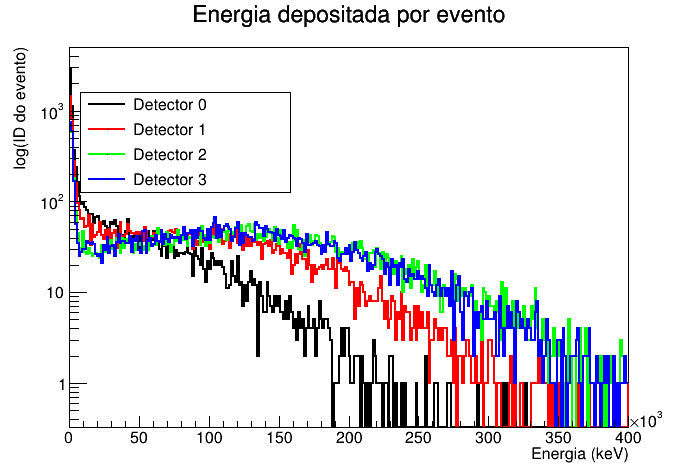 Energia depositada por evento
log(ID do evento)
10³
10²
10
1
Detector 0
Detector 1
Detector 2
Detector 3
0 50 100 150 200 250 300 350 400
×10³
Energia (keV)